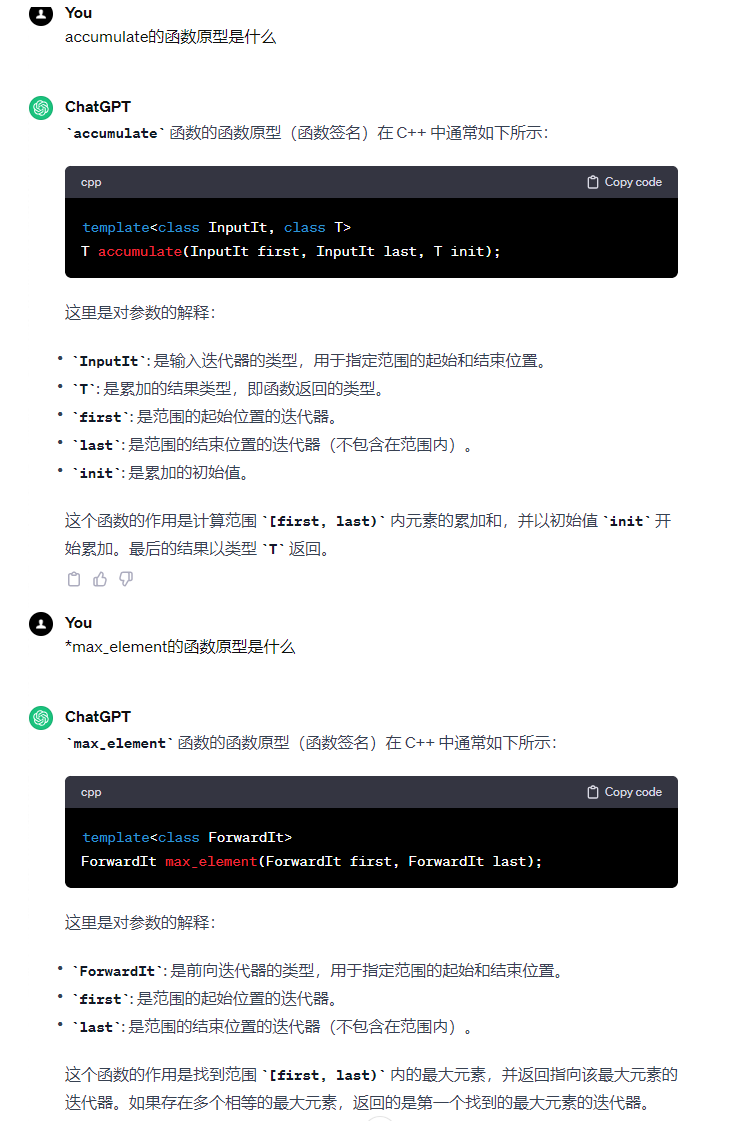 You
accumulate的函数原型是什么
ChatGPT
`accumulate` 函数的函数原型（函数签名）在 C++ 中通常如下所示：
cpp
Copy code
template<class InputIt, class T>
T accumulate(InputIt first, InputIt last, T init);
这里是对参数的解释：
• `InputIt`: 是输入迭代器的类型，用于指定范围的起始和结束位置。
• `T`: 是累加的结果类型，即函数返回的类型。
• `first`: 是范围的起始位置的迭代器。
• `last`: 是范围的结束位置的迭代器（不包含在范围内）。
• `init`: 是累加的初始值。
这个函数的作用是计算范围 `[first, last)` 内元素的累加和，并以初始值 `init` 开
始累加。最后的结果以类型 `T` 返回。
You
*max_element的函数原型是什么
ChatGPT
`max_element` 函数的函数原型（函数签名）在 C++ 中通常如下所示：
cpp
Copy code
template<class ForwardIt>
ForwardIt max_element(ForwardIt first, ForwardIt last);
这里是对参数的解释：
• `ForwardIt`: 是前向迭代器的类型，用于指定范围的起始和结束位置。
• `first`: 是范围的起始位置的迭代器。
• `last`: 是范围的结束位置的迭代器（不包含在范围内）。
这个函数的作用是找到范围 `[first, last)` 内的最大元素，并返回指向该最大元素的
迭代器。如果存在多个相等的最大元素，返回的是第一个找到的最大元素的迭代器。